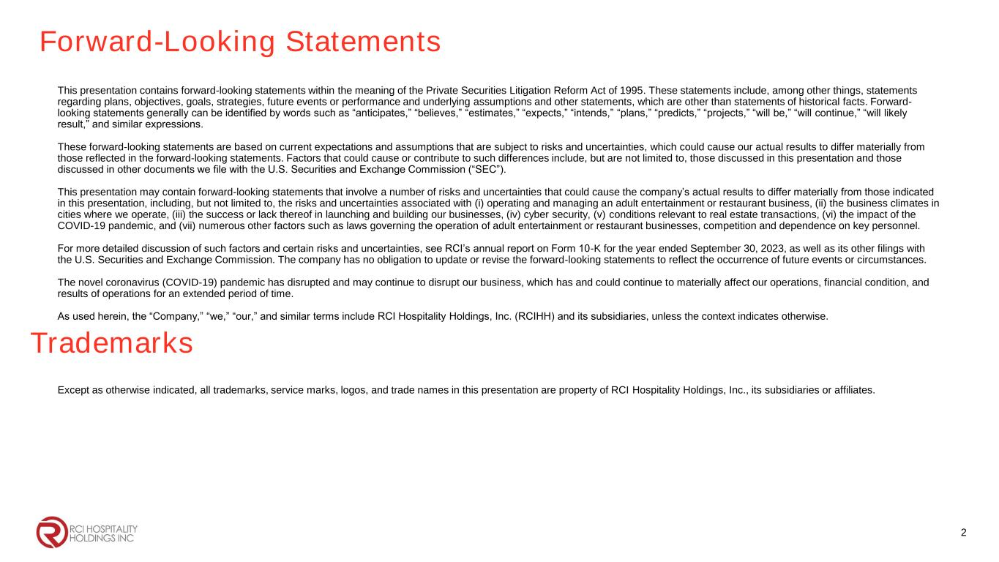 Forward-Looking Statements
This presentation contains forward-looking statements within the meaning of the Private Securities Litigation Reform Act of 1995. These statements include, among other things, statements
regarding plans, objectives, goals, strategies, future events or performance and underlying assumptions and other statements, which are other than statements of historical facts. Forward-
looking statements generally can be identified by words such as “anticipates,” “believes,” “estimates,” “expects,” “intends,” “plans,” “predicts,” “projects,” “will be,” “will continue,” “will likely
result,” and similar expressions.
These forward-looking statements are based on current expectations and assumptions that are subject to risks and uncertainties, which could cause our actual results to differ materially from
those reflected in the forward-looking statements. Factors that could cause or contribute to such differences include, but are not limited to, those discussed in this presentation and those
discussed in other documents we file with the U.S. Securities and Exchange Commission (“SEC”).
This presentation may contain forward-looking statements that involve a number of risks and uncertainties that could cause the company’s actual results to differ materially from those indicated
in this presentation, including, but not limited to, the risks and uncertainties associated with (i) operating and managing an adult entertainment or restaurant business, (ii) the business climates in
cities where we operate, (iii) the success or lack thereof in launching and building our businesses, (iv) cyber security, (v) conditions relevant to real estate transactions, (vi) the impact of the
COVID-19 pandemic, and (vii) numerous other factors such as laws governing the operation of adult entertainment or restaurant businesses, competition and dependence on key personnel.
For more detailed discussion of such factors and certain risks and uncertainties, see RCI’s annual report on Form 10-K for the year ended September 30, 2023, as well as its other filings with
the U.S. Securities and Exchange Commission. The company has no obligation to update or revise the forward-looking statements to reflect the occurrence of future events or circumstances.
The novel coronavirus (COVID-19) pandemic has disrupted and may continue to disrupt our business, which has and could continue to materially affect our operations, financial condition, and
results of operations for an extended period of time.
As used herein, the “Company,” “we,” “our,” and similar terms include RCI Hospitality Holdings, Inc. (RCIHH) and its subsidiaries, unless the context indicates otherwise.
Trademarks
Except as otherwise indicated, all trademarks, service marks, logos, and trade names in this presentation are property of RCI Hospitality Holdings, Inc., its subsidiaries or affiliates.
RCI HOSPITALITY
HOLDINGS INC
2